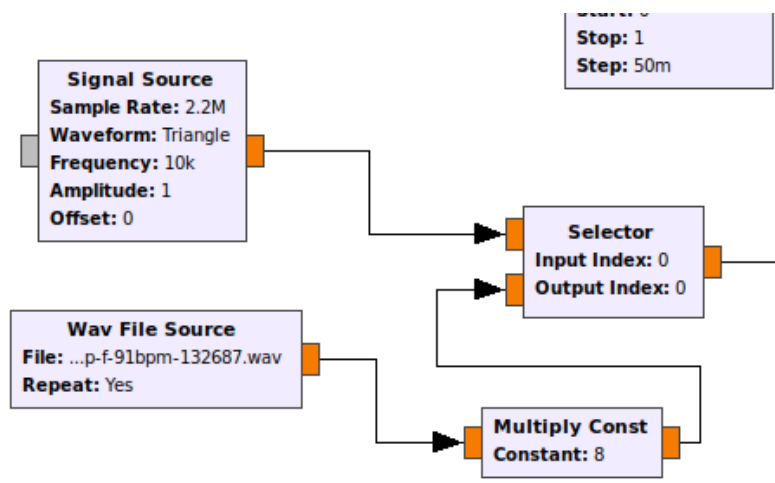 Stop: 1
Step: 50m
Signal Source
Sample Rate: 2.2M
Waveform: Triangle
Frequency: 10k
Amplitude: 1
Offset: 0
Selector
Input Index: 0
Output Index: 0
Wav File Source
File: ...p-f-91bpm-132687.wav
Repeat: Yes
Multiply Const
Constant: 8